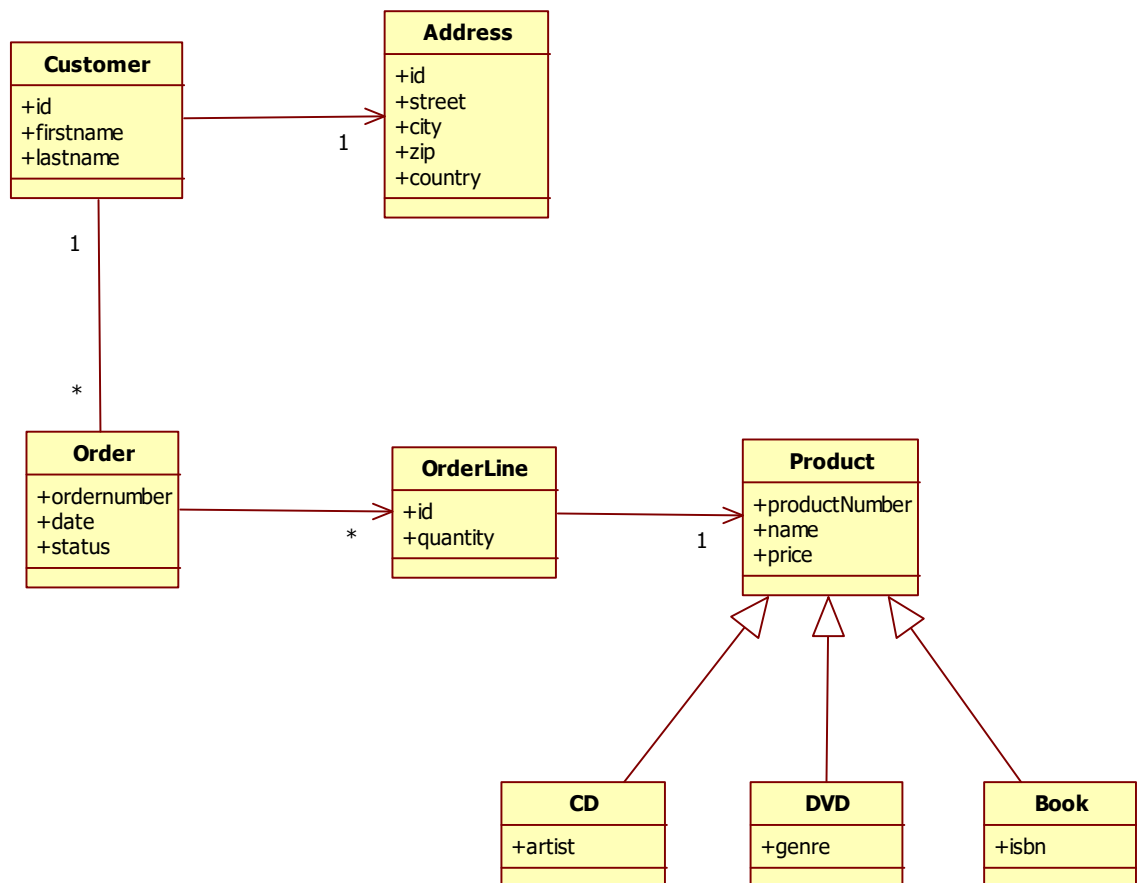 Customer
+id
+firstname
+lastname
Address
+id
+street
+city
+zip
+country
1
1
*
Order
+ordernumber
+date
+status
*
OrderLine
+id
+quantity
1
Product
+productNumber
+name
+price
CD
+artist
DVD
+genre
Book
+isbn